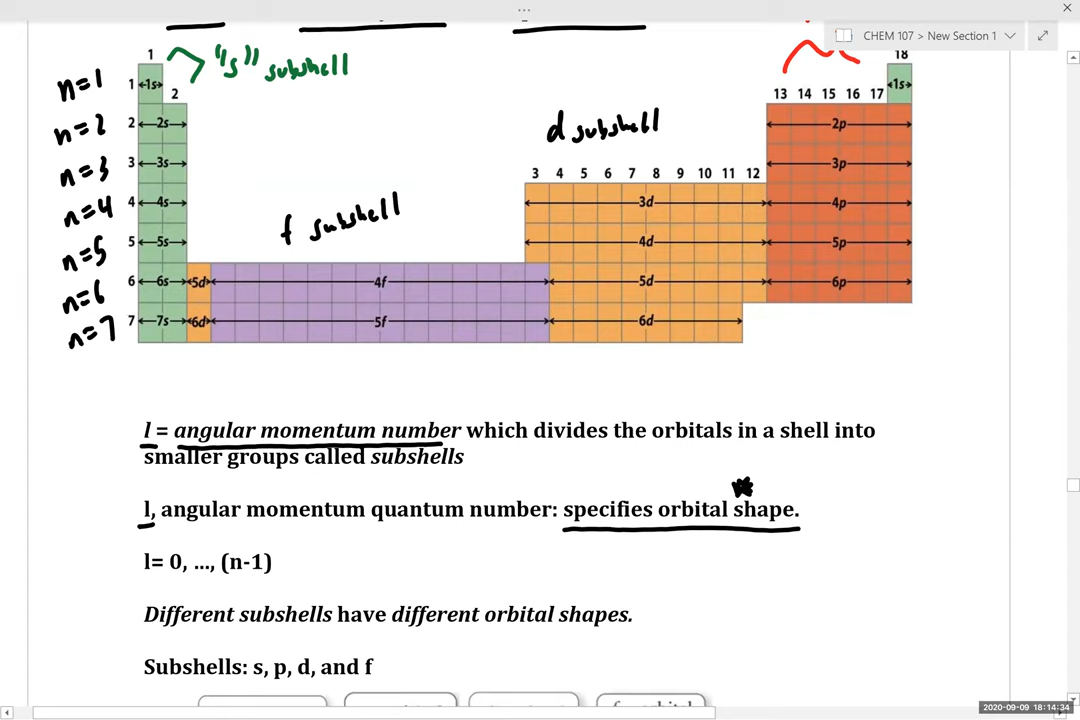 CHEM 107 > New Section 1
1
"s" subshell
18
n=1
1
1s
2
13 14 15 16 17
1s
n=2
2
2s
d subshell
2p
n=3
3
3s
3 4 5 6 7 8 9 10 11 12
3p
n=4
4
4s
f subshell
3d
4p
n=5
5
5s
4d
5p
n=6
6
6s
5d
4f
5d
6p
n=7
7
7s
6d
5f
6d
l = angular momentum number which divides the orbitals in a shell into
smaller groups called subshells
l, angular momentum quantum number: specifies orbital shape.
l= 0, ..., (n-1)
Different subshells have different orbital shapes.
Subshells: s, p, d, and f
2020-09-09 18:14:34